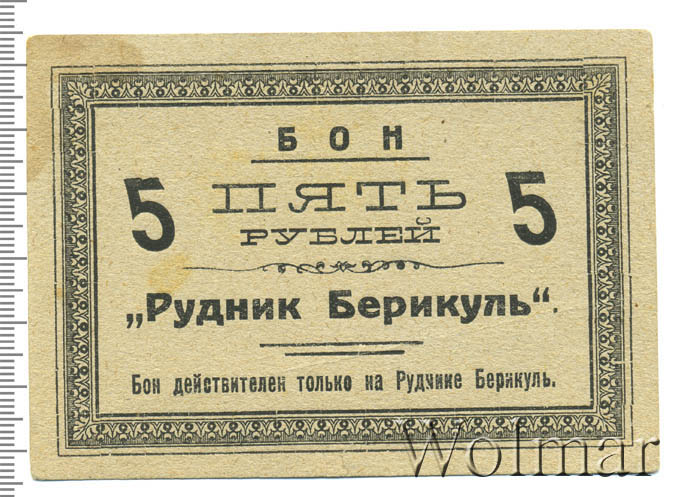 БОН
5 ПЯТЬ 5
РУБЛЕЙ
„Рудник Берикуль“.
Бон действителен только на Рудчике Берикуль.
Wolmar